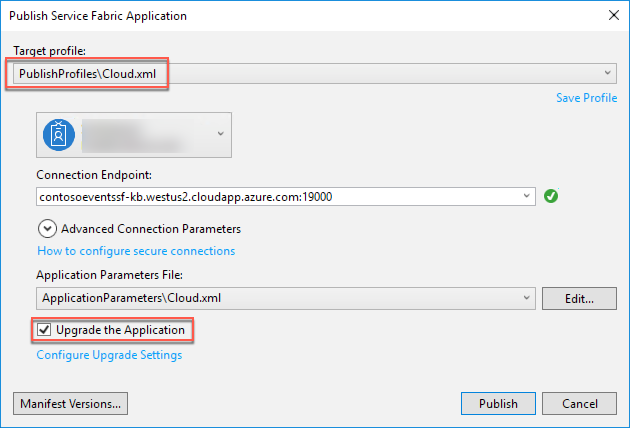 Publish Service Fabric Application
Target profile:
PublishProfiles\Cloud.xml
Save Profile
Connection Endpoint:
contosoeventssf-kb.westus2.cloudapp.azure.com:19000
Advanced Connection Parameters
How to configure secure connections
Application Parameters File:
ApplicationParameters\Cloud.xml
Edit...
Upgrade the Application
Configure Upgrade Settings
Manifest Versions...
Publish
Cancel